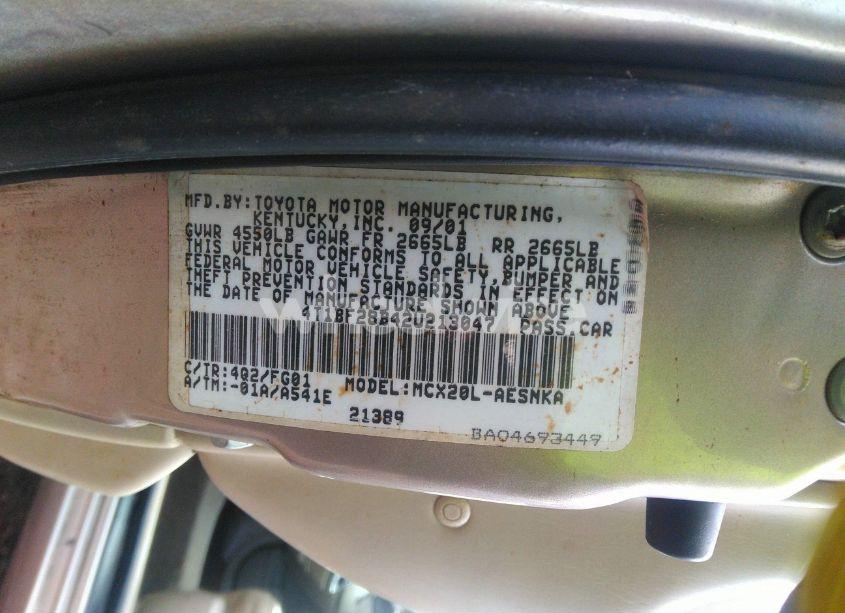 MFD.BY:TOYOTA MOTOR MANUFACTURING,
KENTUCKY,INC. 09/01
GVWR 4550LB GAWR FR 2665LB RR 2665LB
THIS VEHICLE CONFORMS TO ALL APPLICABLE
FEDERAL MOTOR VEHICLE SAFETY,BUMPER AND
THEFT PREVENTION STANDARDS IN EFFECT ON
THE DATE OF MANUFACTURE SHOWN ABOVE
4T1BF28B42U213047 PASS.CAR
C/TR:4Q2/FG01 MODEL:MCX20L-AESNKA
A/TM:-01A/A541E
21389
BA04693449